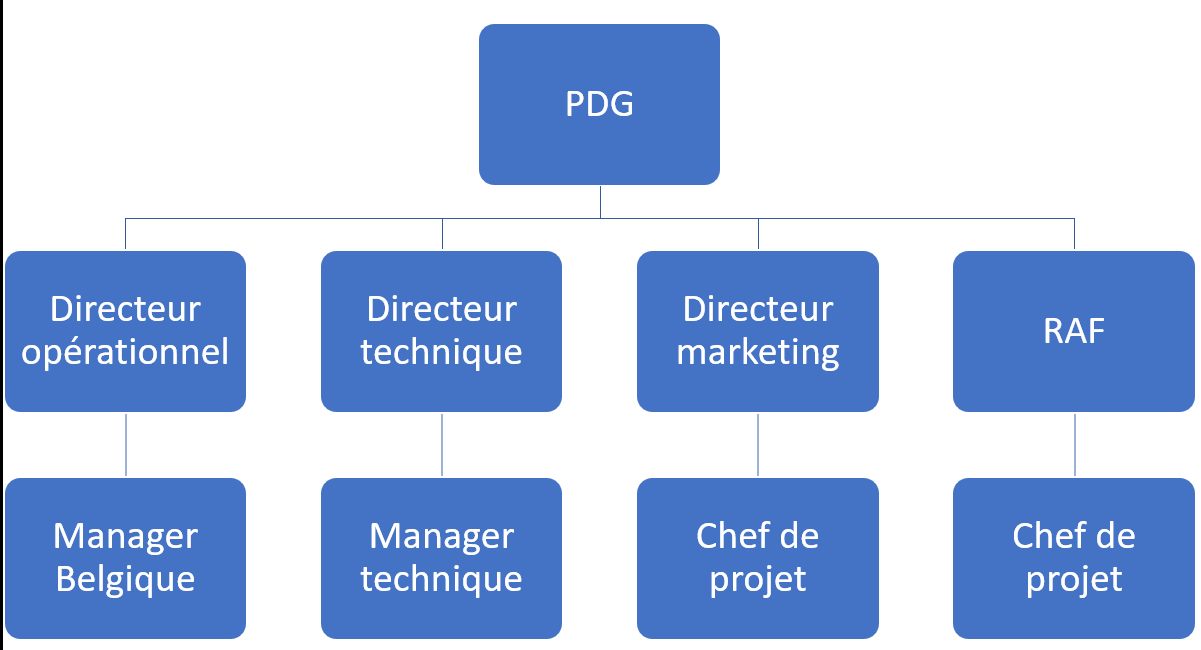 PDG
Directeur
opérationnel
Directeur
technique
Directeur
marketing
RAF
Manager
Belgique
Manager
technique
Chef de
projet
Chef de
projet